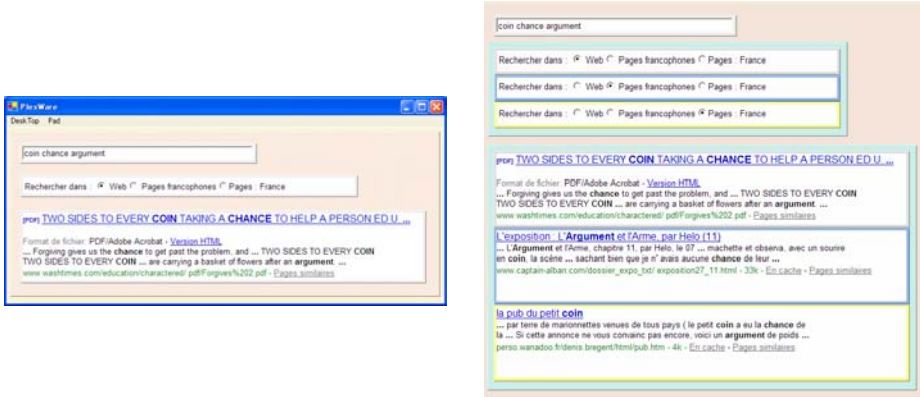 PlexWare
DeskTop Pad
coin chance argument
Rechercher dans : Web Pages francophones Pages : France
[PDF] TWO SIDES TO EVERY COIN TAKING A CHANCE TO HELP A PERSON ED U ...
Format de fichier: PDF/Adobe Acrobat - Version HTML
... Forgiving gives us the chance to get past the problem, and ... TWO SIDES TO EVERY COIN
TWO SIDES TO EVERY COIN ... are carrying a basket of flowers after an argument. ...
www.washtimes.com/education/charactered/ pdf/Forgives%202.pdf - Pages similaires
coin chance argument
Rechercher dans : Web Pages francophones Pages : France
Rechercher dans : Web Pages francophones Pages : France
Rechercher dans : Web Pages francophones Pages : France
[PDF] TWO SIDES TO EVERY COIN TAKING A CHANCE TO HELP A PERSON ED U ...
Format de fichier: PDF/Adobe Acrobat - Version HTML
... Forgiving gives us the chance to get past the problem, and ... TWO SIDES TO EVERY COIN
TWO SIDES TO EVERY COIN ... are carrying a basket of flowers after an argument. ...
www.washtimes.com/education/charactered/ pdf/Forgives%202.pdf - Pages similaires
L'exposition : L'Argument et l'Arme, par Helo (11)
... L'Argument et l'Arme, chapitre 11, par Helo, le 07 ... machette et observa, avec un sourire
en coin, la scène ... sachant bien que je n' avais aucune chance de leur ...
www.captain-alban.com/dossier_expo_txt/ exposition27_11.html - 33k - En cache - Pages similaires
la pub du petit coin
... par terre de marionnettes venues de tous pays ( le petit coin a eu la chance de
la ... Si cette annonce ne vous convainc pas encore, voici un argument de poids ...
perso.wanadoo.fr/denis.bregent/html/pub.htm - 4k - En cache - Pages similaires